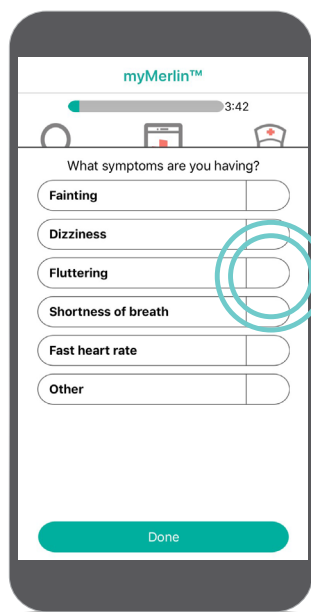 myMerlin™
3:42
What symptoms are you having?
Fainting
Dizziness
Fluttering
Shortness of breath
Fast heart rate
Other
Done